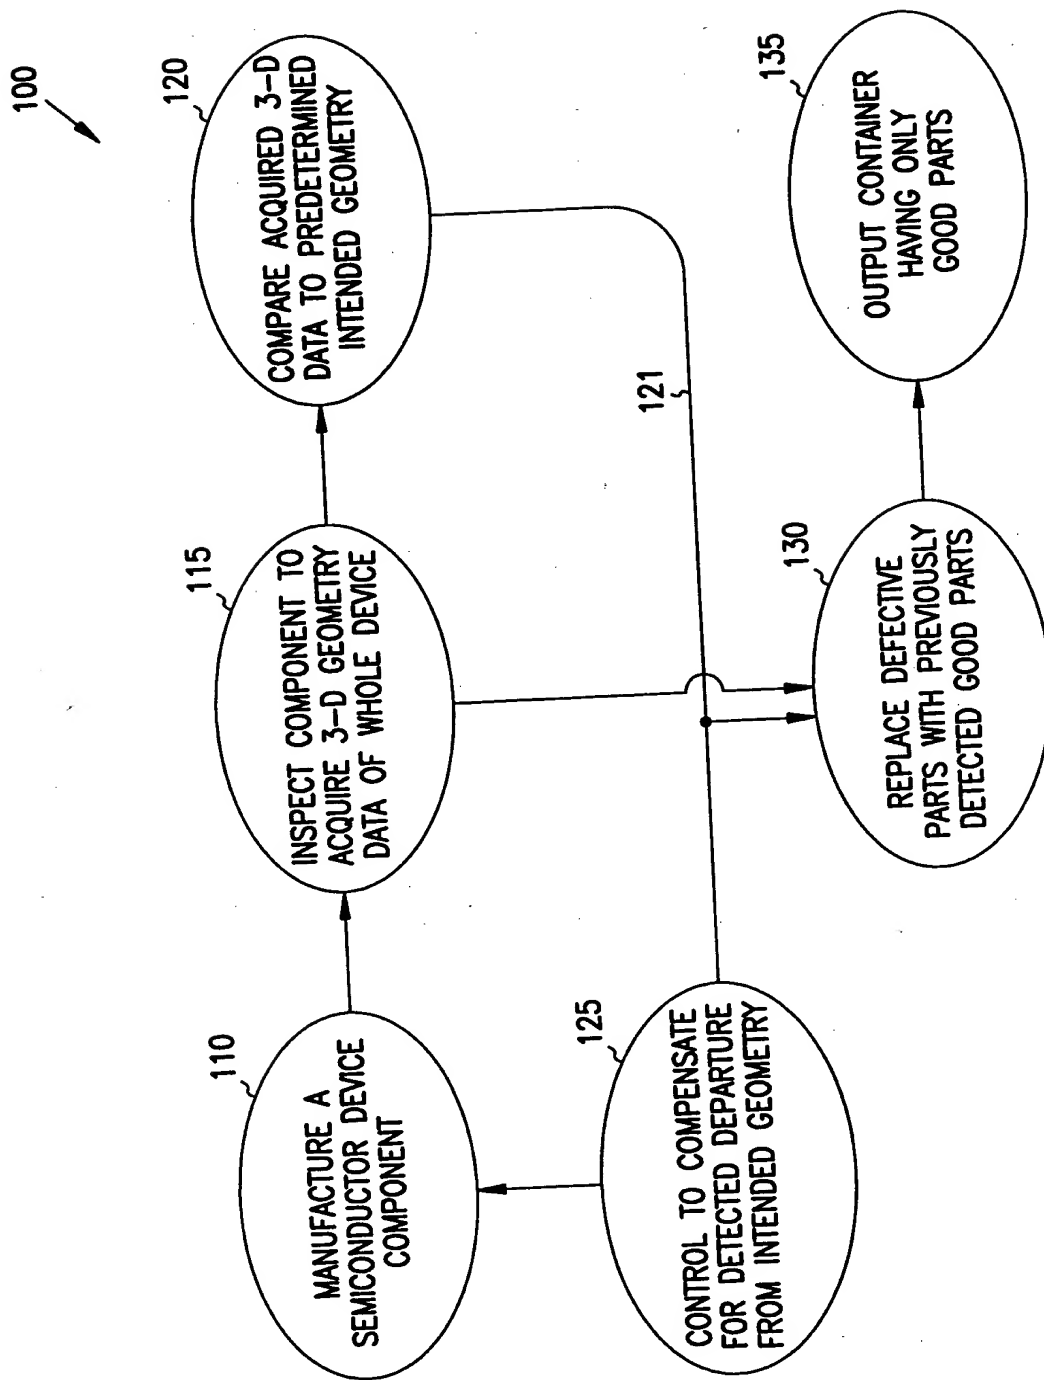 100
110
MANUFACTURE A
SEMICONDUCTOR DEVICE
COMPONENT
115
INSPECT COMPONENT TO
ACQUIRE 3-D GEOMETRY
DATA OF WHOLE DEVICE
120
COMPARE ACQUIRED 3-D
DATA TO PREDETERMINED
INTENDED GEOMETRY
121
125
CONTROL TO COMPENSATE
FOR DETECTED DEPARTURE
FROM INTENDED GEOMETRY
130
REPLACE DEFECTIVE
PARTS WITH PREVIOUSLY
DETECTED GOOD PARTS
135
OUTPUT CONTAINER
HAVING ONLY
GOOD PARTS